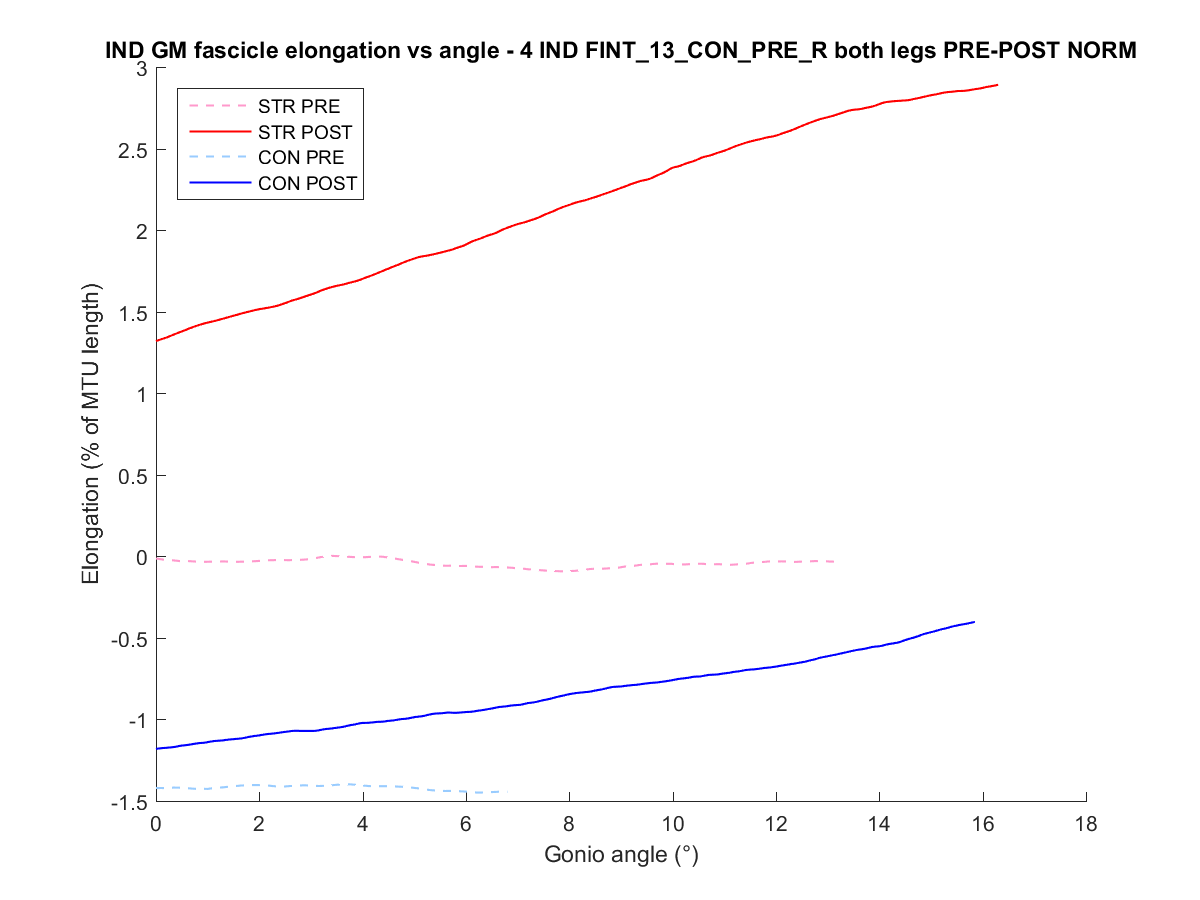 IND GM fascicle elongation vs angle - 4 IND FINT_13_CON_PRE_R both legs PRE-POST NORM
3
2.5
2
1.5
1
0.5
0
-0.5
-1
-1.5
STR PRE
STR POST
CON PRE
CON POST
Elongation (% of MTU length)
0 2 4 6 8 10 12 14 16 18
Gonio angle (°)